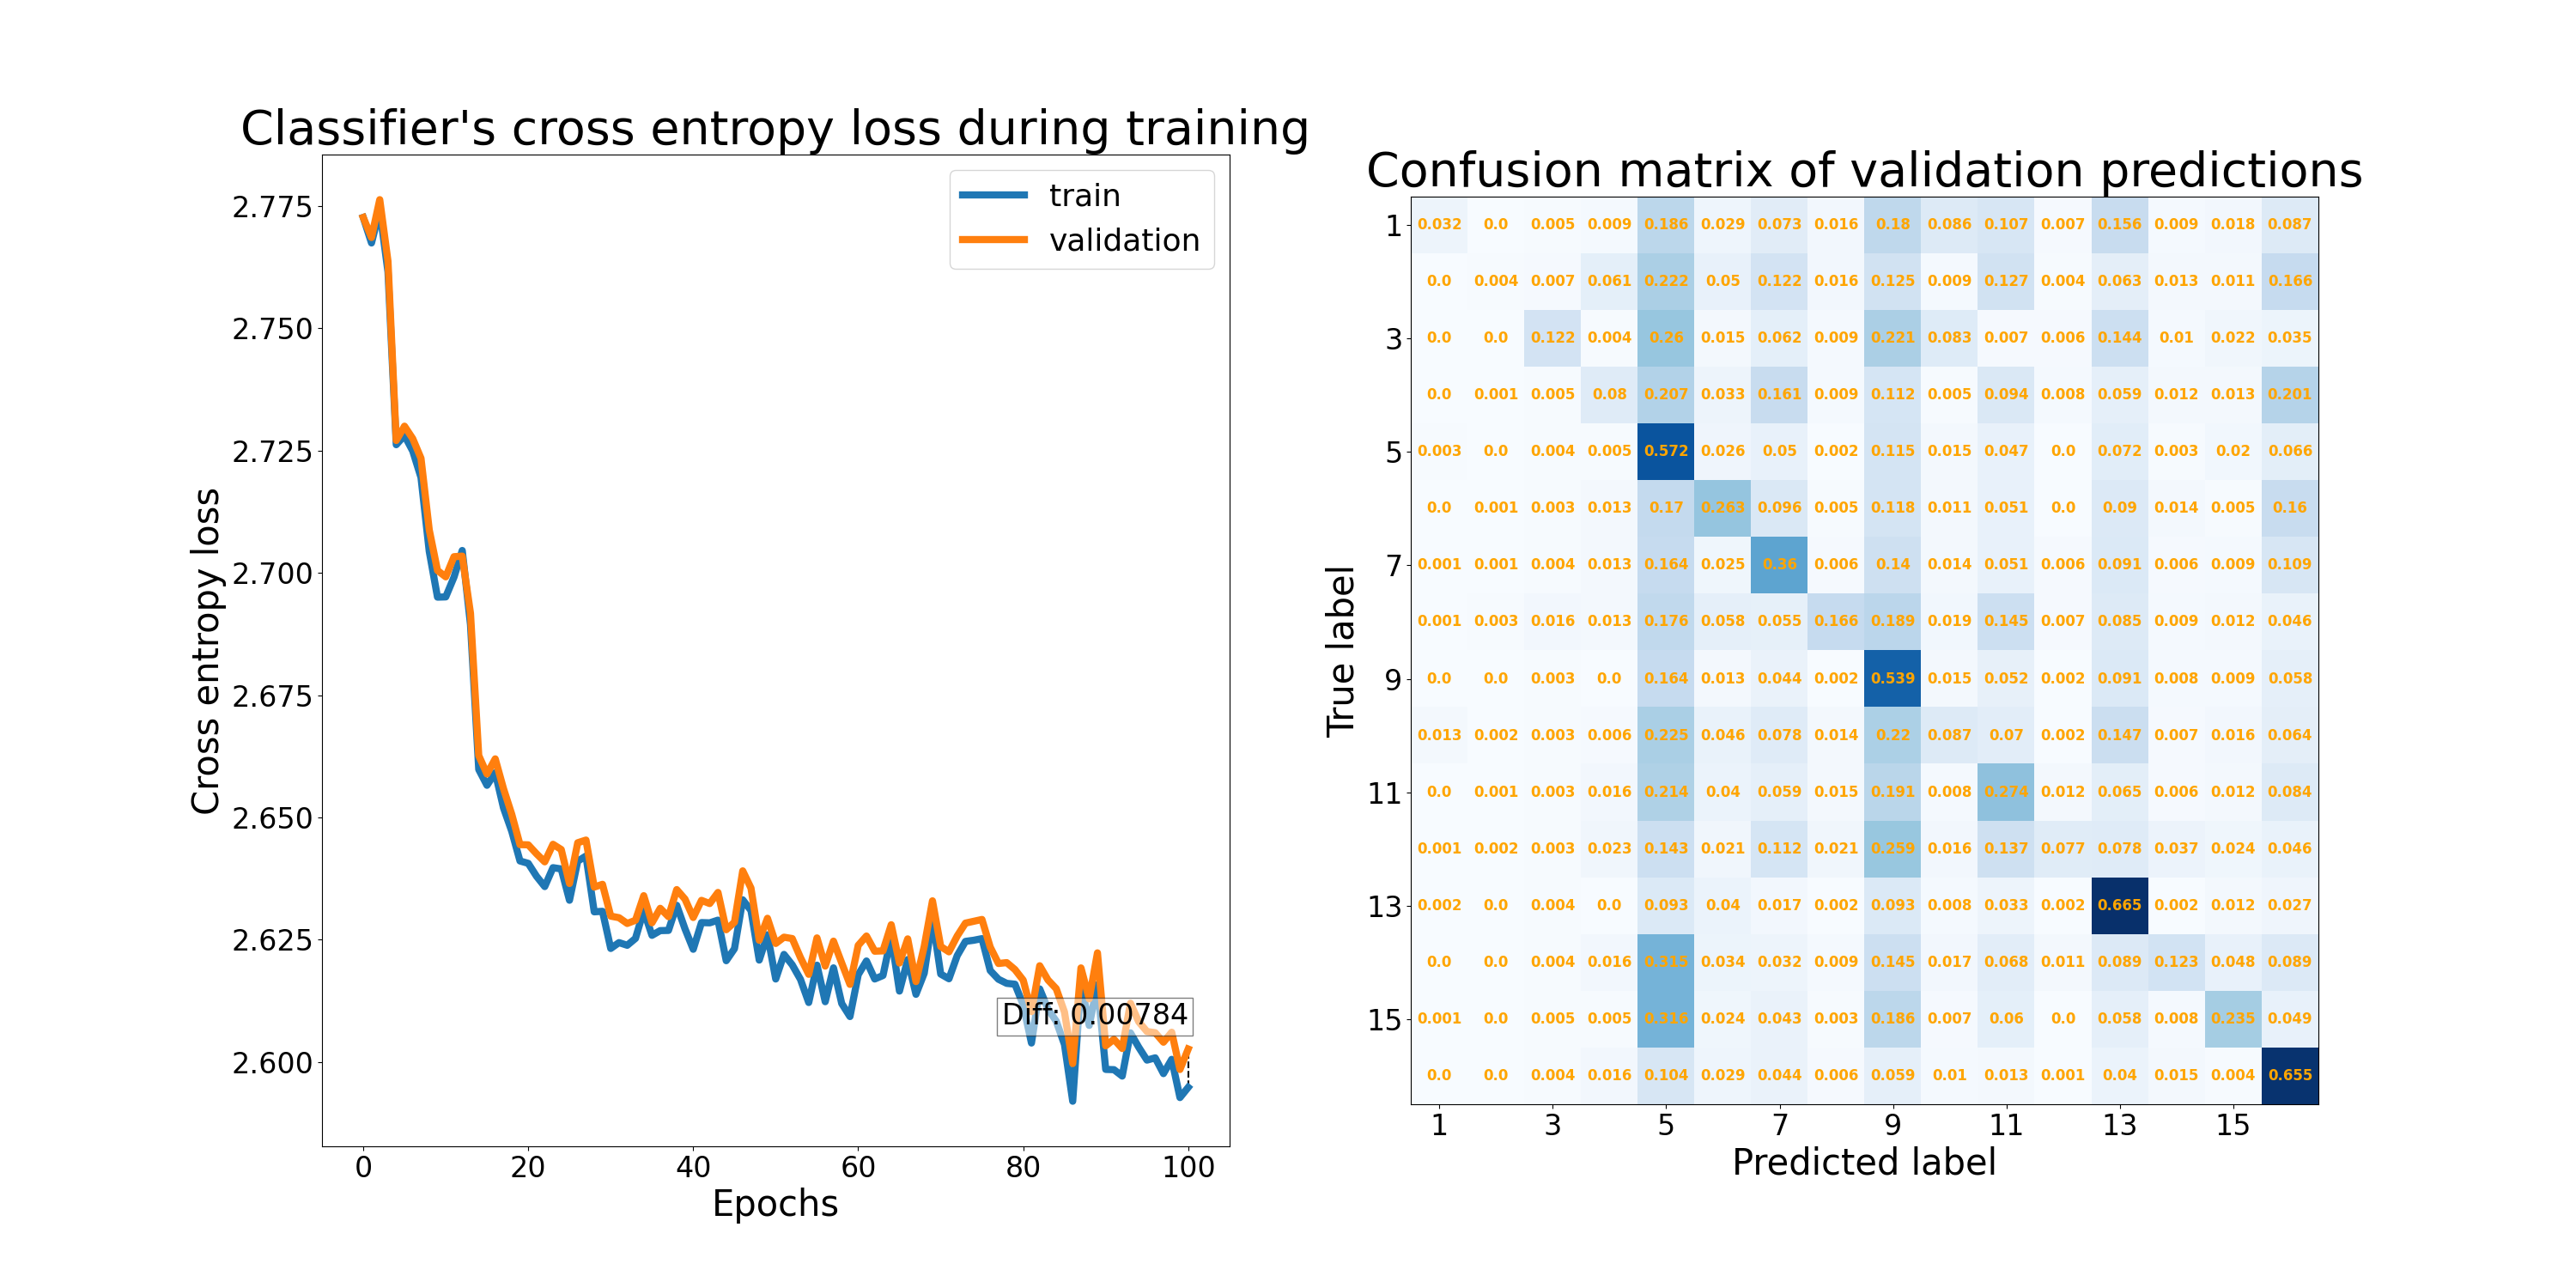 Classifier's cross entropy loss during training
train
validation
2.775
2.750
2.725
2.700
2.675
2.650
2.625
2.600
Cross entropy loss
Diff: 0.00784
0 20 40 60 80 100
Epochs
Confusion matrix of validation predictions
True label
1 0.032 0.0 0.005 0.009 0.186 0.029 0.073 0.016 0.18 0.086 0.107 0.007 0.156 0.009 0.018 0.087
0.0 0.004 0.007 0.061 0.222 0.05 0.122 0.016 0.125 0.009 0.127 0.004 0.063 0.013 0.011 0.166
3 0.0 0.0 0.122 0.004 0.26 0.015 0.062 0.009 0.221 0.083 0.007 0.006 0.144 0.01 0.022 0.035
0.0 0.001 0.005 0.08 0.207 0.033 0.161 0.009 0.112 0.005 0.094 0.008 0.059 0.012 0.013 0.201
5 0.003 0.0 0.004 0.005 0.572 0.026 0.05 0.002 0.115 0.015 0.047 0.0 0.072 0.003 0.02 0.066
0.0 0.001 0.003 0.013 0.17 0.263 0.096 0.005 0.118 0.011 0.051 0.0 0.09 0.014 0.005 0.16
7 0.001 0.001 0.004 0.013 0.164 0.025 0.36 0.006 0.14 0.014 0.051 0.006 0.091 0.006 0.009 0.109
0.001 0.003 0.016 0.013 0.176 0.058 0.055 0.166 0.189 0.019 0.145 0.007 0.085 0.009 0.012 0.046
9 0.0 0.0 0.003 0.0 0.164 0.013 0.044 0.002 0.539 0.015 0.052 0.002 0.091 0.008 0.009 0.058
0.013 0.002 0.003 0.006 0.225 0.046 0.078 0.014 0.22 0.087 0.07 0.002 0.147 0.007 0.016 0.064
11 0.0 0.001 0.003 0.016 0.214 0.04 0.059 0.015 0.191 0.008 0.274 0.012 0.065 0.006 0.012 0.084
0.001 0.002 0.003 0.023 0.143 0.021 0.112 0.021 0.259 0.016 0.137 0.077 0.078 0.037 0.024 0.046
13 0.002 0.0 0.004 0.0 0.093 0.04 0.017 0.002 0.093 0.008 0.033 0.002 0.665 0.002 0.012 0.027
0.0 0.0 0.004 0.016 0.315 0.034 0.032 0.009 0.145 0.017 0.068 0.011 0.089 0.123 0.048 0.089
15 0.001 0.0 0.005 0.005 0.316 0.024 0.043 0.003 0.186 0.007 0.06 0.0 0.058 0.008 0.235 0.049
0.0 0.0 0.004 0.016 0.104 0.029 0.044 0.006 0.059 0.01 0.013 0.001 0.04 0.015 0.004 0.655
1 3 5 7 9 11 13 15
Predicted label